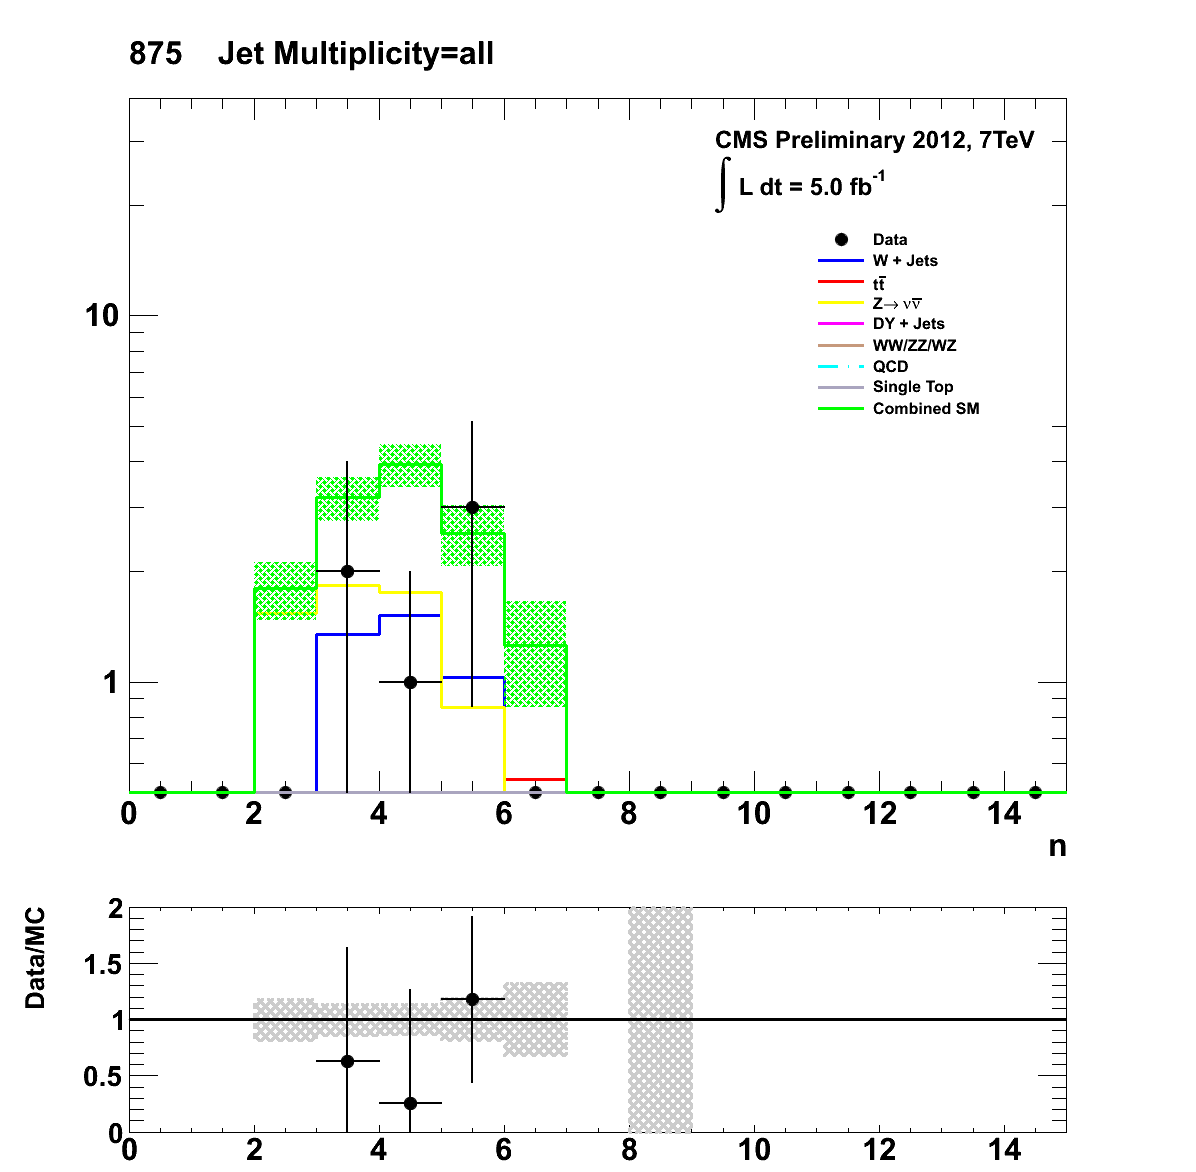 875 Jet Multiplicity=all
CMS Preliminary 2012, 7TeV
∫ L dt = 5.0 fb⁻¹
Data
W + Jets
tt̅
Z→ νν̅
DY + Jets
WW/ZZ/WZ
QCD
Single Top
Combined SM
10
1
0 2 4 6 8 10 12 14
n
Data/MC
2
1.5
1
0.5
0
0 2 4 6 8 10 12 14